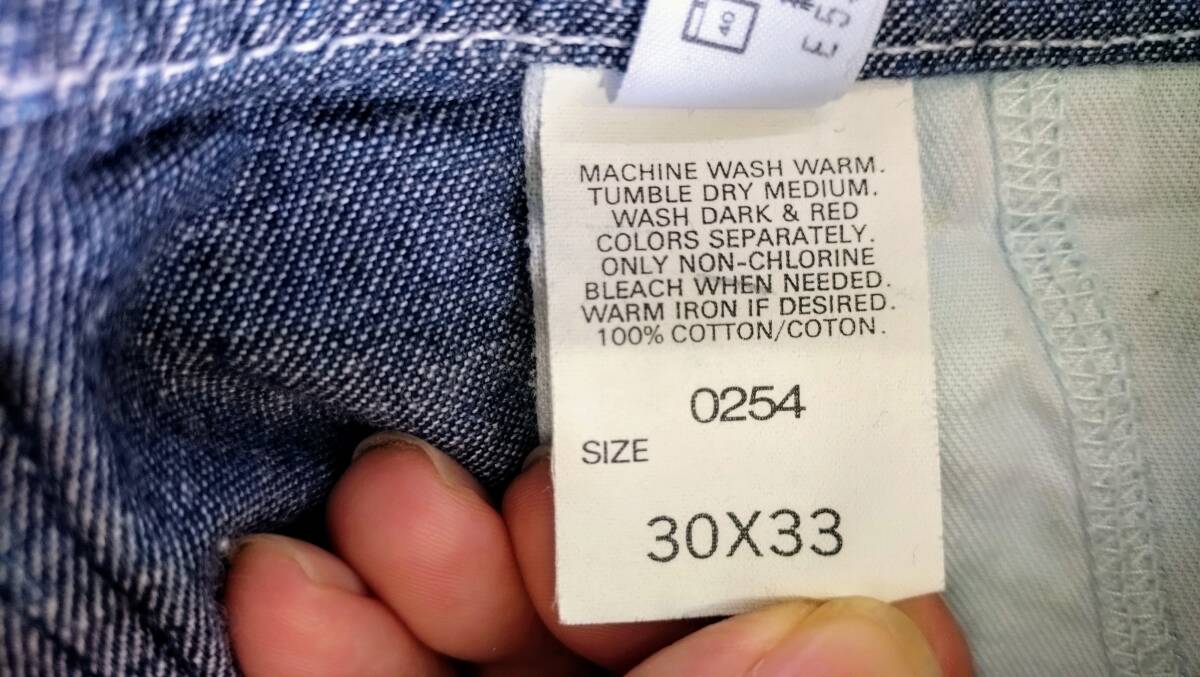 40
MACHINE WASH WARM.
TUMBLE DRY MEDIUM.
WASH DARK & RED
COLORS SEPARATELY.
ONLY NON-CHLORINE
BLEACH WHEN NEEDED.
WARM IRON IF DESIRED.
100% COTTON/COTON.
0254
SIZE
30X33